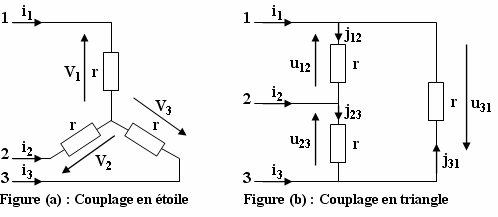 1 i1
V1 r
V3
r r
2 i2
V2
3 i3
Figure (a) : Couplage en étoile
1 i1
j12
u12 r
2 i2
r u31
j23
u23 r
j31
3 i3
Figure (b) : Couplage en triangle